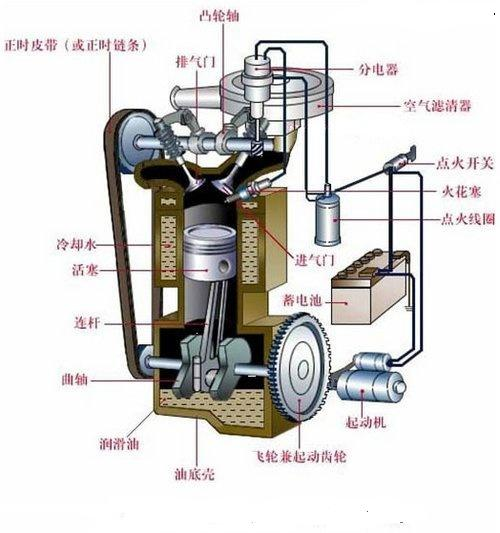 凸轮轴
正时皮带（或正时链条）
排气门
分电器
空气滤清器
点火开关
火花塞
点火线圈
冷却水
进气门
活塞
蓄电池
连杆
曲轴
起动机
润滑油
飞轮兼起动齿轮
油底壳